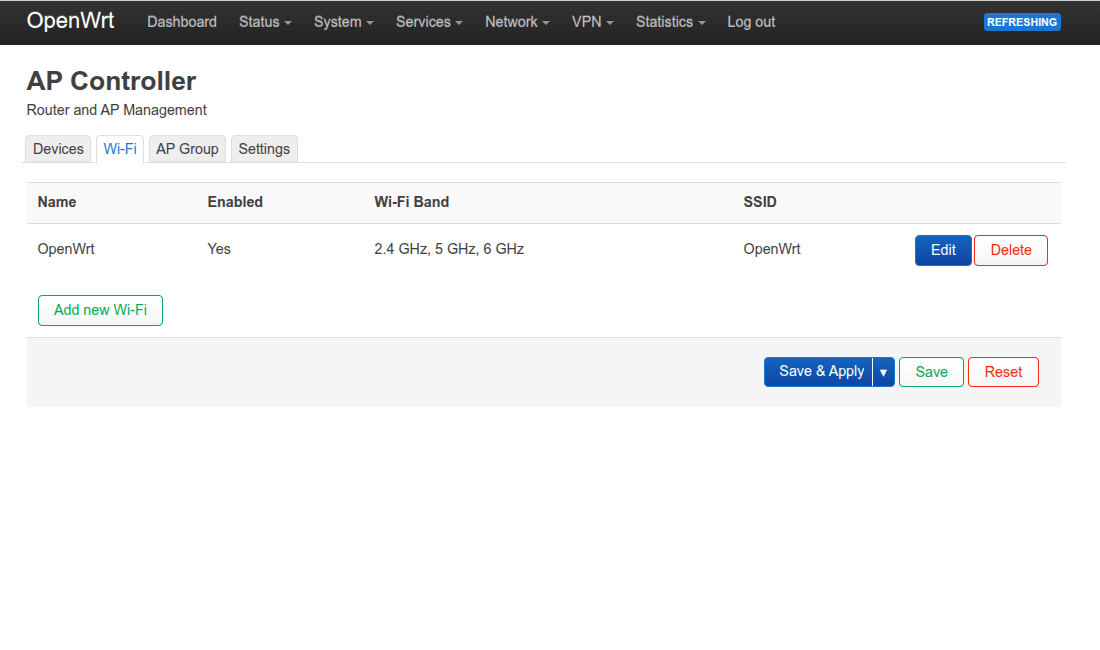 OpenWrt Dashboard Status System Services Network VPN Statistics Log out REFRESHING
AP Controller
Router and AP Management
Devices Wi-Fi AP Group Settings
Name Enabled Wi-Fi Band SSID
OpenWrt Yes 2.4 GHz, 5 GHz, 6 GHz OpenWrt Edit Delete
Add new Wi-Fi
Save & Apply ▾ Save Reset